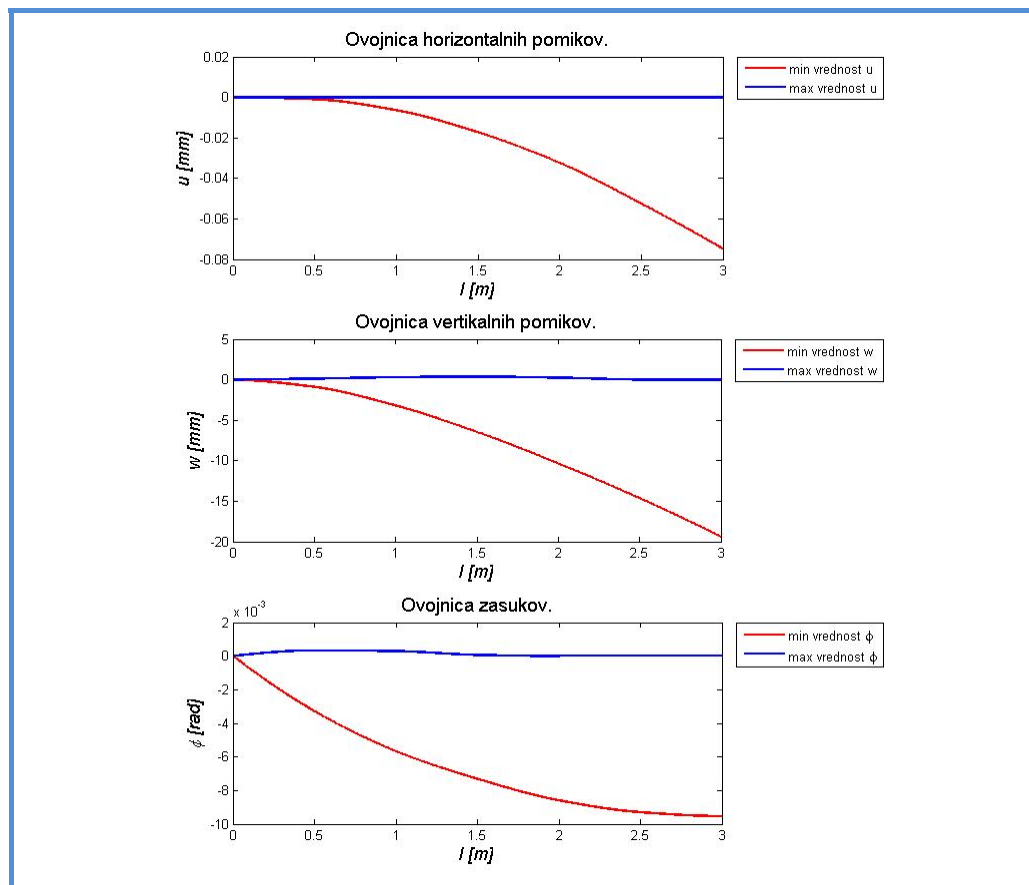 Ovojnica horizontalnih pomikov.
0.02
0
-0.02
-0.04
-0.06
-0.08
u [mm]
0 0.5 1 1.5 2 2.5 3
l [m]
min vrednost u
max vrednost u
Ovojnica vertikalnih pomikov.
5
0
-5
-10
-15
-20
w [mm]
0 0.5 1 1.5 2 2.5 3
l [m]
min vrednost w
max vrednost w
Ovojnica zasukov.
x 10-3
2
0
-2
-4
-6
-8
-10
ϕ [rad]
0 0.5 1 1.5 2 2.5 3
l [m]
min vrednost ϕ
max vrednost ϕ